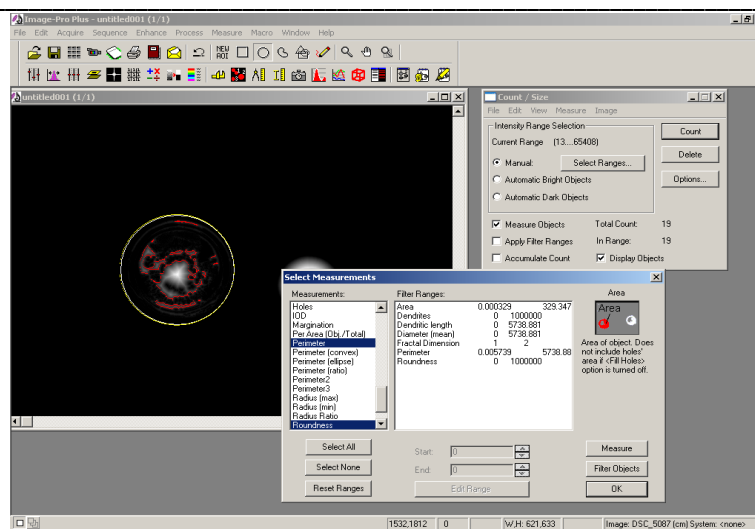 Image-Pro Plus - untitled001 (1/1)
File Edit Acquire Sequence Enhance Process Measure Macro Window Help
NEW
AOI
untitled001 (1/1)
Count / Size
File Edit View Measure Image
Intensity Range Selection
Current Range (13....65408)
Manual: Select Ranges...
Automatic Bright Objects
Automatic Dark Objects
Count
Delete
Options...
Measure Objects Total Count: 19
Apply Filter Ranges In Range: 19
Accumulate Count Display Objects
Select Measurements
Measurements:
Holes
IOD
Margination
Per.Area (Obj./Total)
Perimeter
Perimeter (convex)
Perimeter (ellipse)
Perimeter (ratio)
Perimeter2
Perimeter3
Radius (max)
Radius (min)
Radius Ratio
Roundness
Filter Ranges:
Area 0.000329 329.347
Dendrites 0 1000000
Dendritic length 0 5738.881
Diameter (mean) 0 5738.881
Fractal Dimension 1 2
Perimeter 0.005739 5738.88
Roundness 0 1000000
Area
Area
Area of object. Does
not include holes'
area if <Fill Holes>
option is turned off.
Select All
Select None
Reset Ranges
Start: 0
End: 0
Edit Range
Measure
Filter Objects
OK
1532,1812 0 W,H: 621,633 Image: DSC_5087 (cm) System: <none>